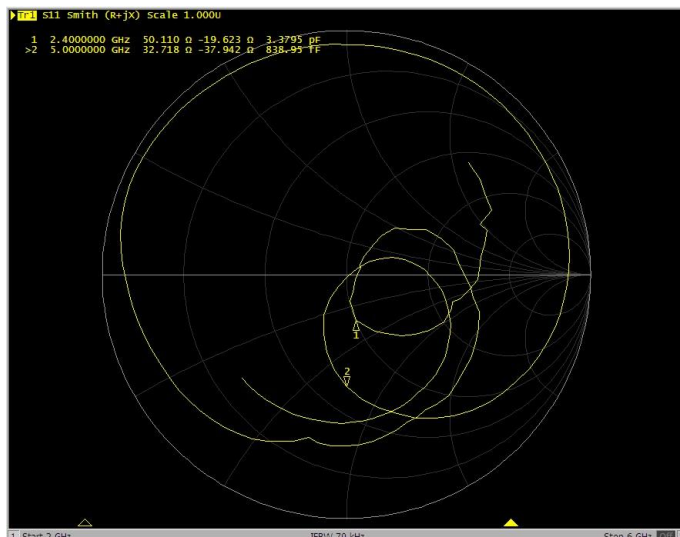 Tr1 S11 Smith (R+jX) Scale 1.000U
1 2.4000000 GHz 50.110 Ω -19.623 Ω 3.3795 pF
>2 5.0000000 GHz 32.718 Ω -37.942 Ω 838.95 fF
2
1
1 Start 2 GHz IFBW 70 kHz Stop 6 GHz Off